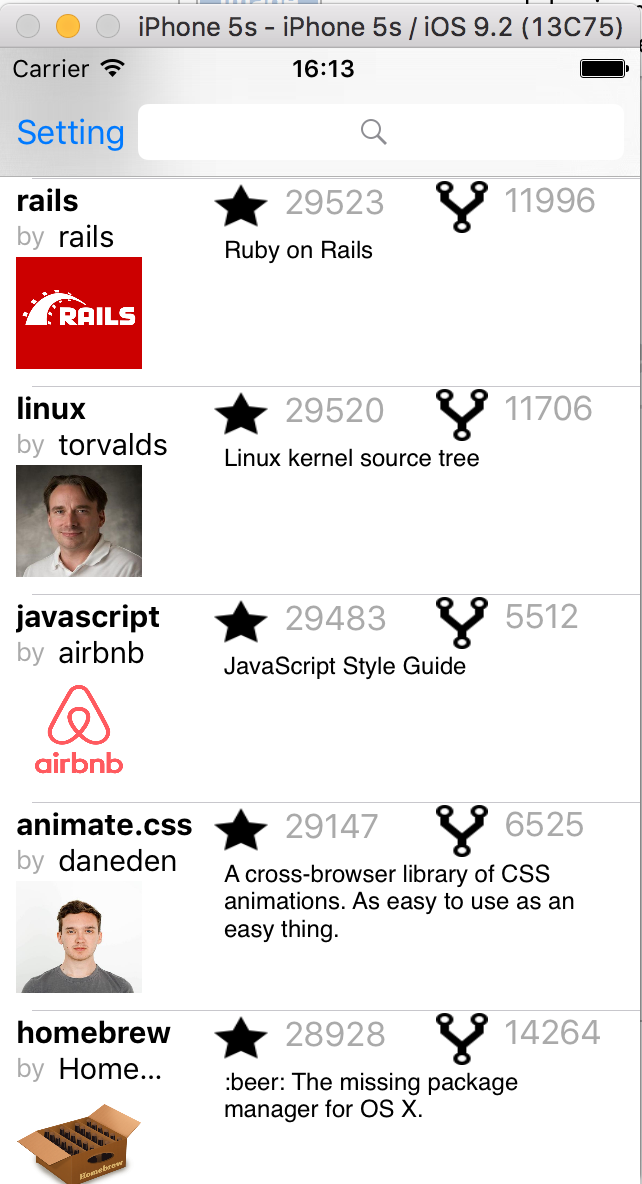 iPhone 5s - iPhone 5s / iOS 9.2 (13C75)
Carrier 16:13
Setting
rails 29523 11996
by rails
Ruby on Rails
RAILS
linux 29520 11706
by torvalds
Linux kernel source tree
javascript 29483 5512
by airbnb
JavaScript Style Guide
airbnb
animate.css 29147 6525
by daneden
A cross-browser library of CSS
animations. As easy to use as an
easy thing.
homebrew 28928 14264
by Home...
:beer: The missing package
manager for OS X.
Homebrew